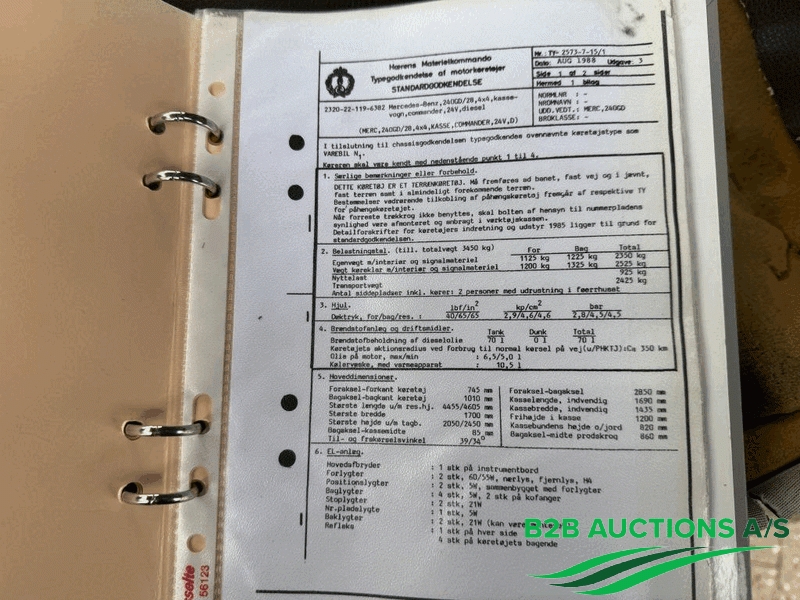 Hærens Materielkommando
Typegodkendelse af motorkøretøjer
STANDARDGODKENDELSE
Nr.: TY- 2573-7-15/1
Dato: AUG 1988 Udgave: 3
Side 1 af 2 sider
Hermed 1 bilag
2320-22-119-6382 Mercedes-Benz,240GD/28,4x4,kasse-
vogn,commander,24V,diesel
(MERC,240GD/28,4x4,KASSE,COMMANDER,24V,D)
NORMLNR : -
NRDMNAVN : -
UDD.VEDT.: MERC,240GD
BROKLASSE: -
I tilslutning til chassisgodkendelsen typegodkendes ovennævnte køretøjstype som
VAREBIL N1.
Køreren skal være kendt med nedenstående punkt 1 til 4.
1. Særlige bemærkninger eller forbehold.
DETTE KØRETØJ ER ET TERRÆNKØRETØJ. Må fremføres ad banet, fast vej og i jævnt,
fast terræn samt i almindeligt forekommende terræn.
Bestemmelser vedrørende tilkobling af påhængskøretøj fremgår af respektive TY
for påhængskøretøjet.
Når forreste trækkrog ikke benyttes, skal bolten af hensyn til nummerpladens
synlighed være afmonteret og anbragt i værktøjskassen.
Detailforskrifter for køretøjers indretning og udstyr 1985 ligger til grund for
standardgodkendelsen.
2. Belastningstal. (till. totalvægt 3450 kg)
For Bag Total
Egenvægt m/interiør og signalmateriel 1125 kg 1225 kg 2350 kg
Vægt køreklar m/interiør og signalmateriel 1200 kg 1325 kg 2525 kg
Nyttelast 925 kg
Transportvægt 2425 kg
Antal siddepladser inkl. kører: 2 personer med udrustning i førerhuset
3. Hjul.
lbf/in2 kp/cm2 bar
Dæktryk, for/bag/res. : 40/65/65 2,9/4,6/4,6 2,8/4,5/4,5
4. Brændstofanlæg og driftsmidler.
Tank Dunk Total
Brændstofbeholdning af dieselolie 70 l 0 l 70 l
Køretøjets aktionsradius ved forbrug til normal kørsel på vej(u/PHKTJ):Ca 350 km
Olie på motor, max/min : 6,5/5,0 l
Kølervæske, med varmeapparat : 10,5 l
5. Hoveddimensioner.
Foraksel-forkant køretøj 745 mm
Bagaksel-bagkant køretøj 1010 mm
Største længde u/m res.hj. 4455/4605 mm
Største bredde 1700 mm
Største højde u/m tagb. 2050/2450 mm
Bagaksel-kassemidte 85 mm
Til- og frakørselsvinkel 39/34°
Foraksel-bagaksel 2850 mm
Kasselængde, indvendig 1690 mm
Kassebredde, indvendig 1435 mm
Frihøjde i kasse 1200 mm
Kassebundens højde o/jord 820 mm
Bagaksel-midte prodskrog 860 mm
6. El-anlæg.
Hovedafbryder : 1 stk på instrumentbord
Forlygter : 2 stk, 60/55W, nærlys, fjernlys, H4
Positionslygter : 2 stk, 5W, sammenbygget med forlygter
Baglygter : 4 stk, 5W, 2 stk på kofanger
Stoplygter : 2 stk, 21W
Nr.pladelygte : 1 stk, 5W
Baklygter : 2 stk, 21W (kan være
Refleks : 1 stk på hver side
4 stk på køretøjets bagende
B2B AUCTIONS A/S
56123